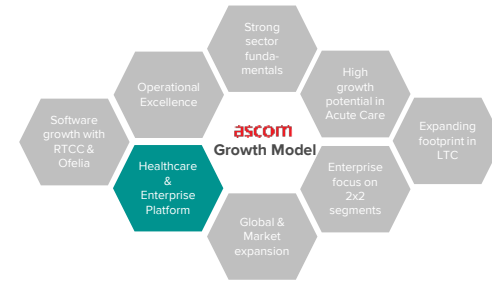 Strong
sector
funda-
mentals
Operational
Excellence
High
growth
potential in
Acute Care
Software
growth with
RTCC &
Ofelia
ascom
Growth Model
Expanding
footprint in
LTC
Healthcare
&
Enterprise
Platform
Enterprise
focus on
2x2
segments
Global &
Market
expansion